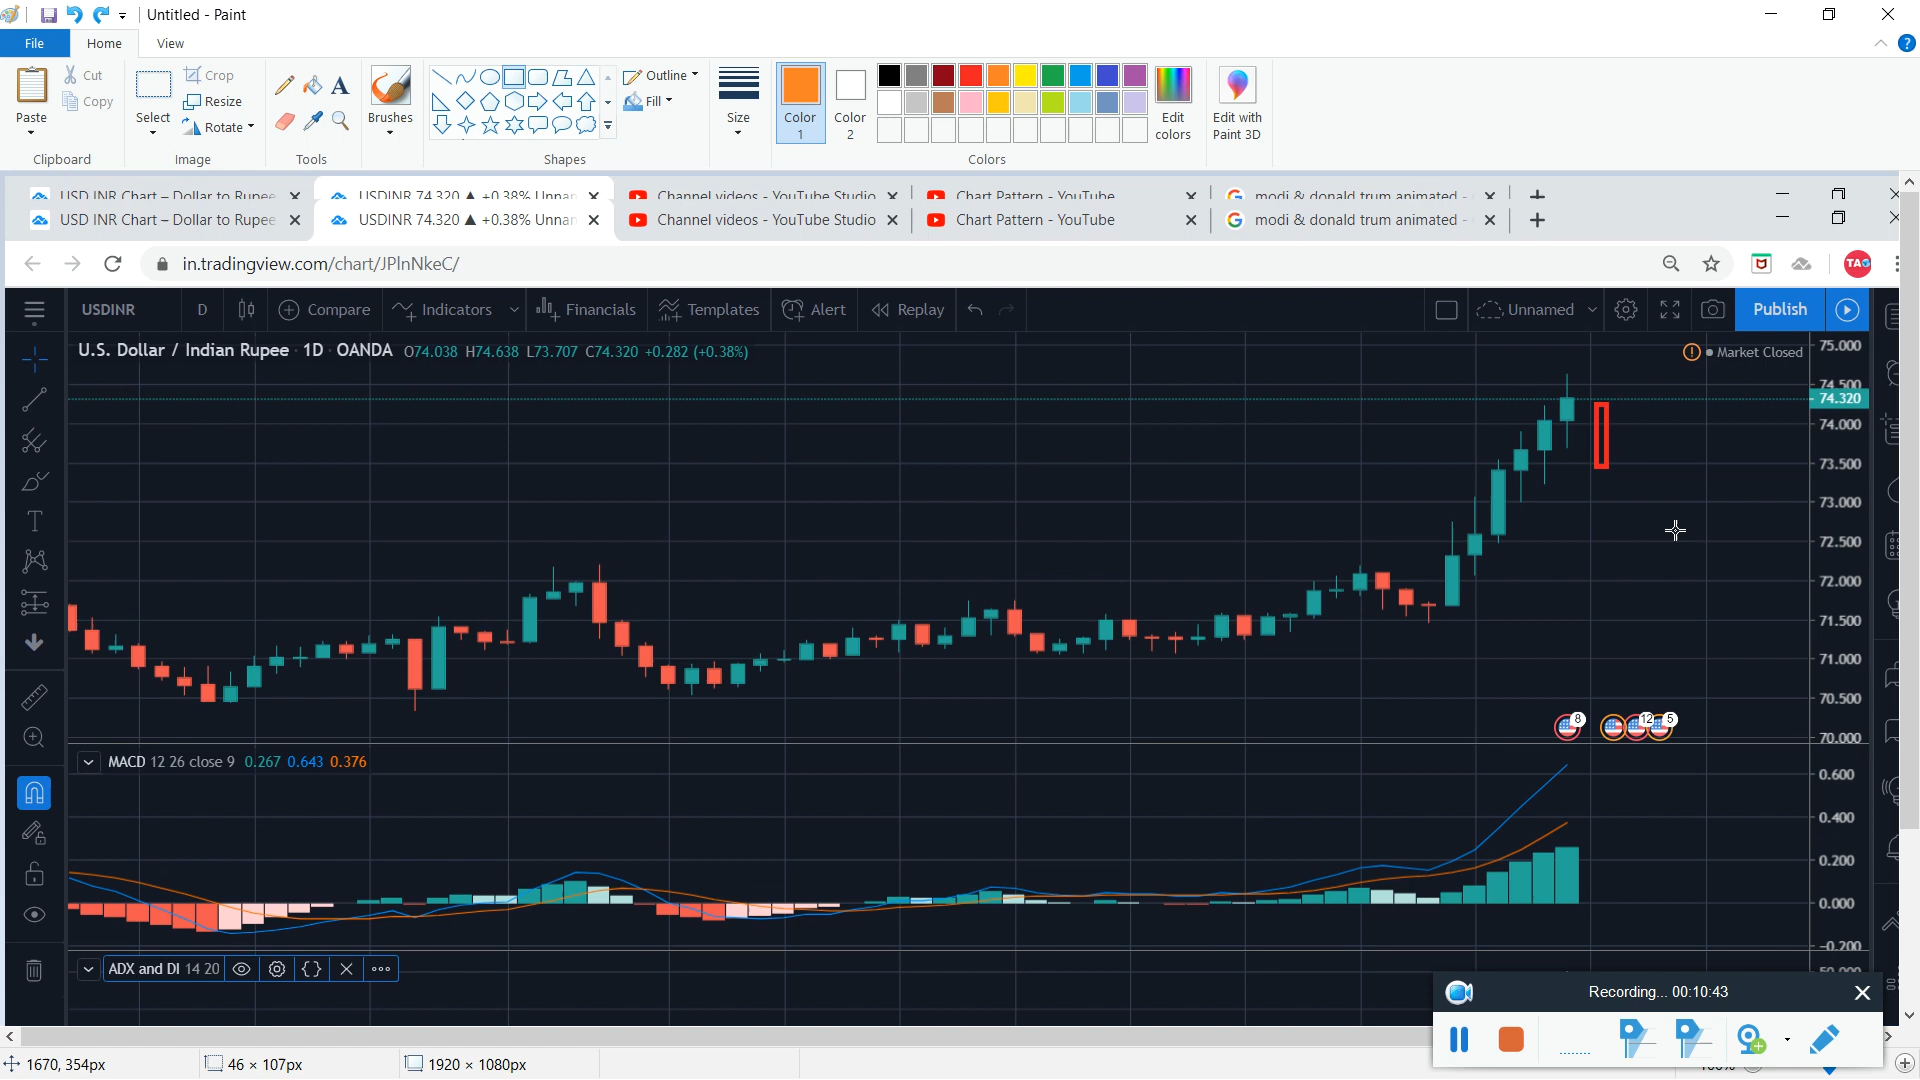 Untitled - Paint
File Home View
Paste Cut Copy
Select Crop Resize Rotate
Brushes
Outline Fill
Size
Color 1 Color 2
Edit colors
Edit with Paint 3D
Clipboard Image Tools Shapes Colors
USD INR Chart – Dollar to Rupee USDINR 74.320 ▲ +0.38% Unnan Channel videos - YouTube Studio Chart Pattern - YouTube modi & donald trum animated -
USD INR Chart – Dollar to Rupee USDINR 74.320 ▲ +0.38% Unnan Channel videos - YouTube Studio Chart Pattern - YouTube modi & donald trum animated -
in.tradingview.com/chart/JPlnNkeC/ TAG
USDINR D Compare Indicators Financials Templates Alert Replay Unnamed Publish
U.S. Dollar / Indian Rupee 1D OANDA O74.038 H74.638 L73.707 C74.320 +0.282 (+0.38%) Market Closed
75.000
74.500
74.320
74.000
73.500
73.000
72.500
72.000
71.500
71.000
70.500
70.000
8 12 5
MACD 12 26 close 9 0.267 0.643 0.376
0.600
0.400
0.200
0.000
-0.200
ADX and DI 14 20
Recording... 00:10:43
1670, 354px 46 × 107px 1920 × 1080px